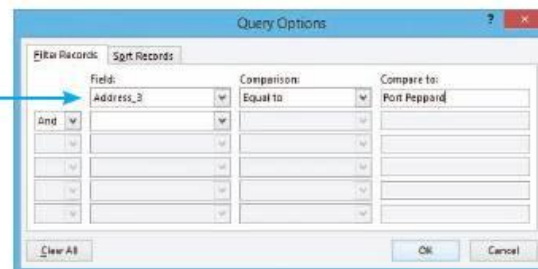 Query Options
Filter Records Sort Records
Field: Comparison: Compare to:
Address_3 Equal to Port Peppard
And
Clear All OK Cancel